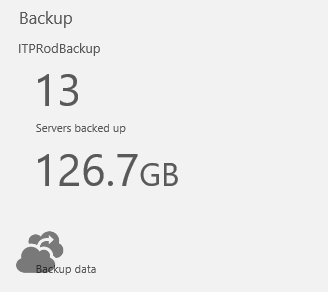 Backup
ITPRodBackup
13
Servers backed up
126.7GB
Backup data